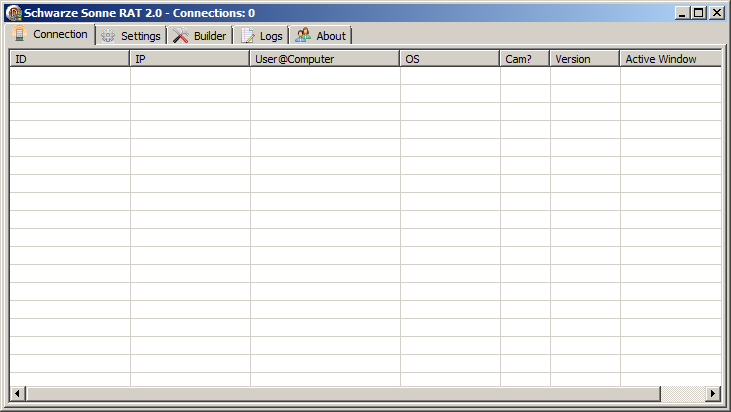 Schwarze Sonne RAT 2.0 - Connections: 0
Connection Settings Builder Logs About
ID IP User@Computer OS Cam? Version Active Window